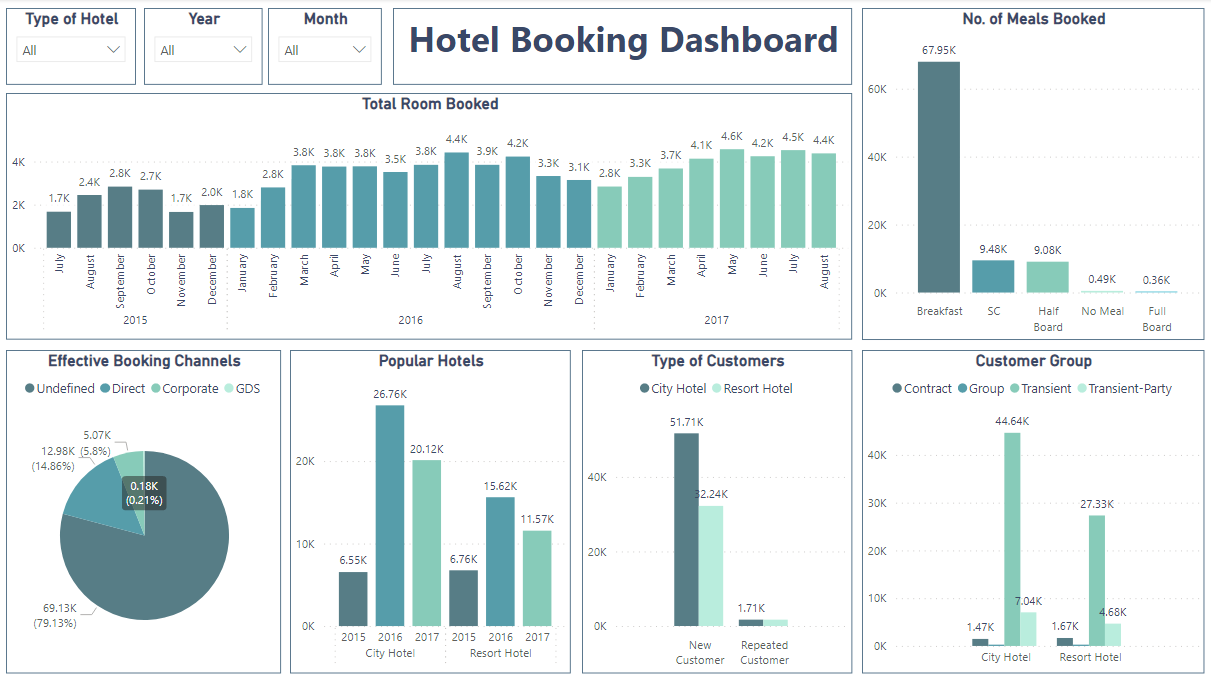 Type of Hotel
All
Year
All
Month
All
Hotel Booking Dashboard
Total Room Booked
4K
2K
0K
1.7K 2.4K 2.8K 2.7K 1.7K 2.0K 1.8K 2.8K 3.8K 3.8K 3.8K 3.5K 3.8K 4.4K 3.9K 4.2K 3.3K 3.1K 2.8K 3.3K 3.7K 4.1K 4.6K 4.2K 4.5K 4.4K
July August September October November December January February March April May June July August September October November December January February March April May June July August
2015 2016 2017
No. of Meals Booked
60K
40K
20K
0K
67.95K 9.48K 9.08K 0.49K 0.36K
Breakfast SC Half Board No Meal Full Board
Effective Booking Channels
Undefined Direct Corporate GDS
5.07K
(5.8%)
12.98K
(14.86%)
0.18K
(0.21%)
69.13K
(79.13%)
Popular Hotels
20K
10K
0K
6.55K 26.76K 20.12K 6.76K 15.62K 11.57K
2015 2016 2017 2015 2016 2017
City Hotel Resort Hotel
Type of Customers
City Hotel Resort Hotel
40K
20K
0K
51.71K 32.24K 1.71K
New Customer Repeated Customer
Customer Group
Contract Group Transient Transient-Party
40K
30K
20K
10K
0K
1.47K 44.64K 7.04K 1.67K 27.33K 4.68K
City Hotel Resort Hotel